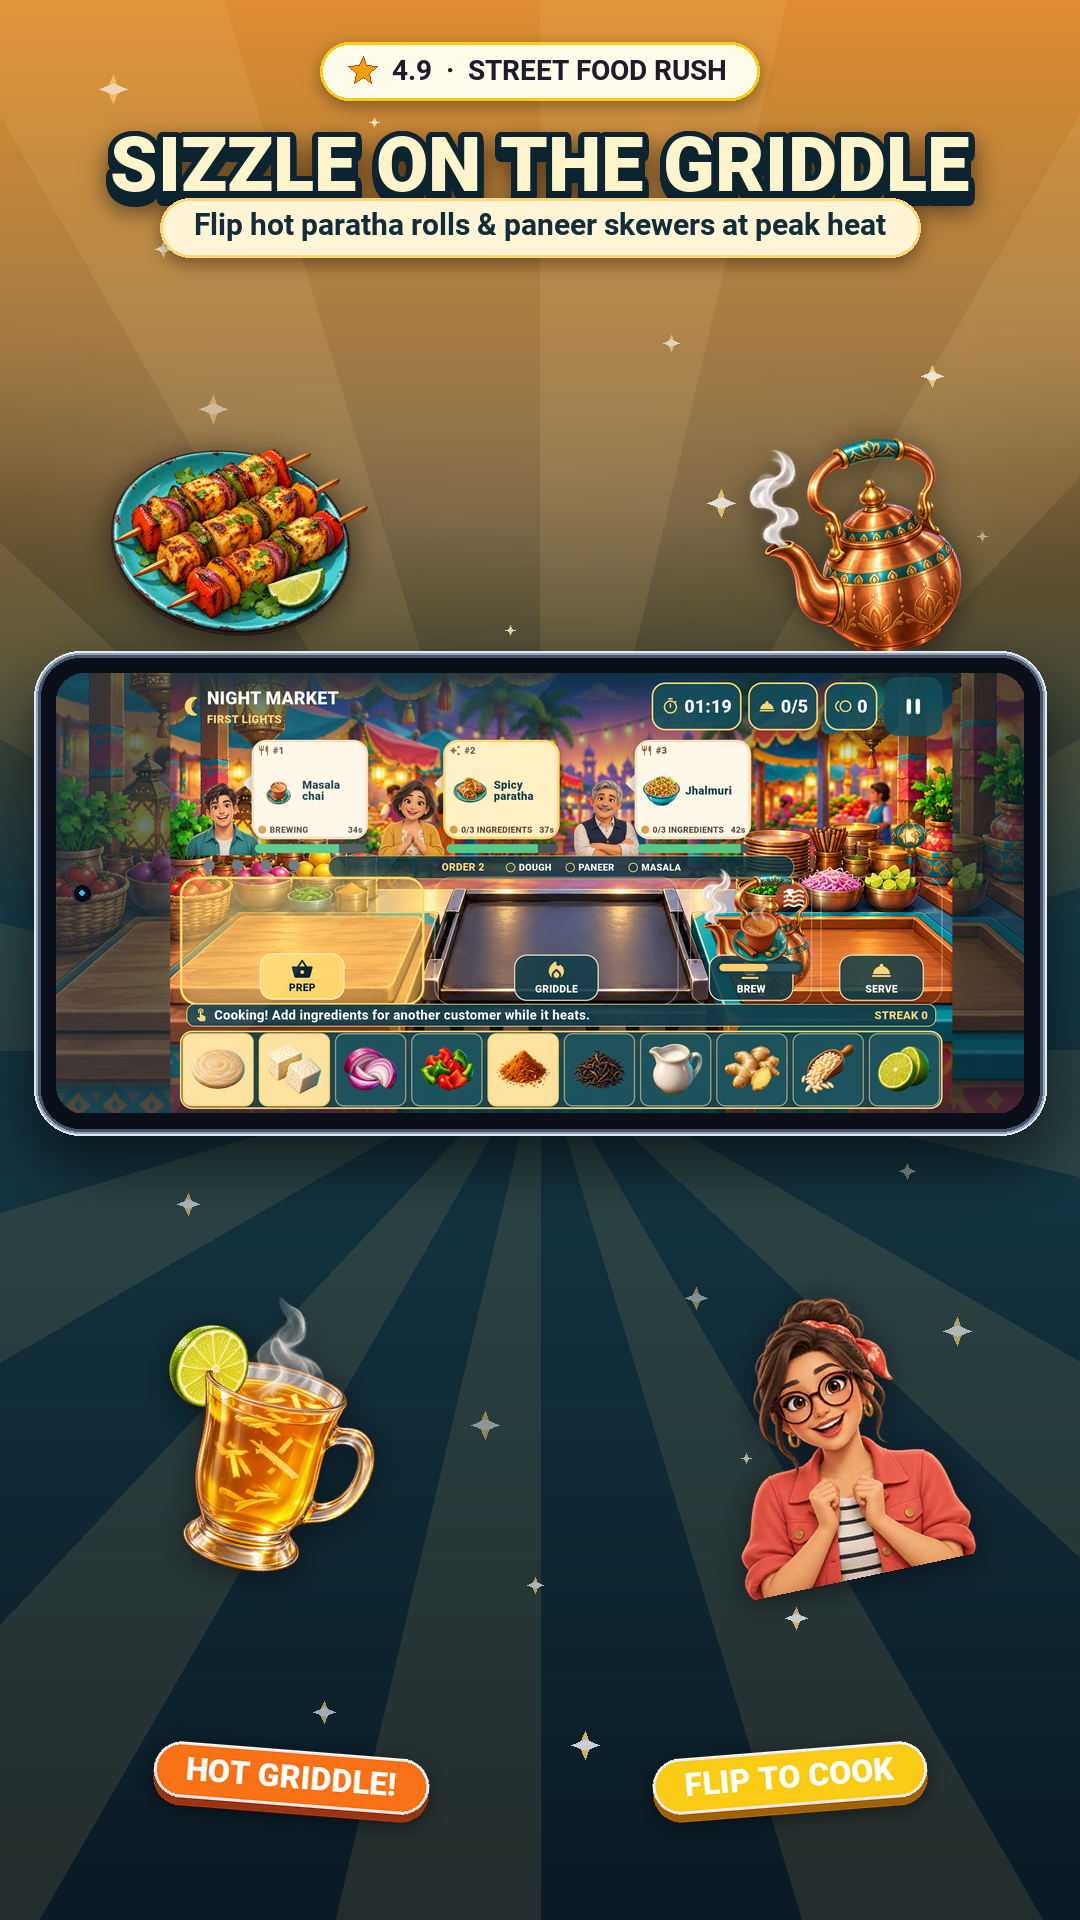 4.9 · STREET FOOD RUSH
SIZZLE ON THE GRIDDLE
Flip hot paratha rolls & paneer skewers at peak heat
NIGHT MARKET
FIRST LIGHTS
01:19
0/5
0
#1
Masala
chai
BREWING 34s
#2
Spicy
paratha
0/3 INGREDIENTS 37s
#3
Jhalmuri
0/3 INGREDIENTS 42s
ORDER 2 DOUGH PANEER MASALA
PREP
GRIDDLE
BREW
SERVE
Cooking! Add ingredients for another customer while it heats.
STREAK 0
HOT GRIDDLE!
FLIP TO COOK